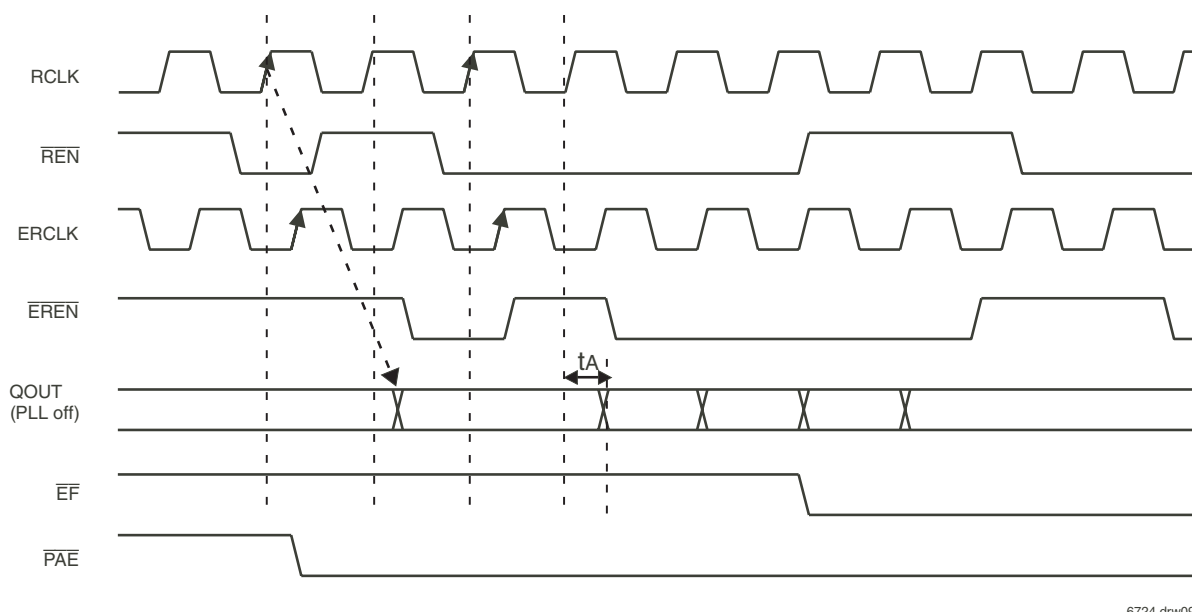 RCLK
REN
ERCLK
EREN
tA
QOUT
(PLL off)
EF
PAE